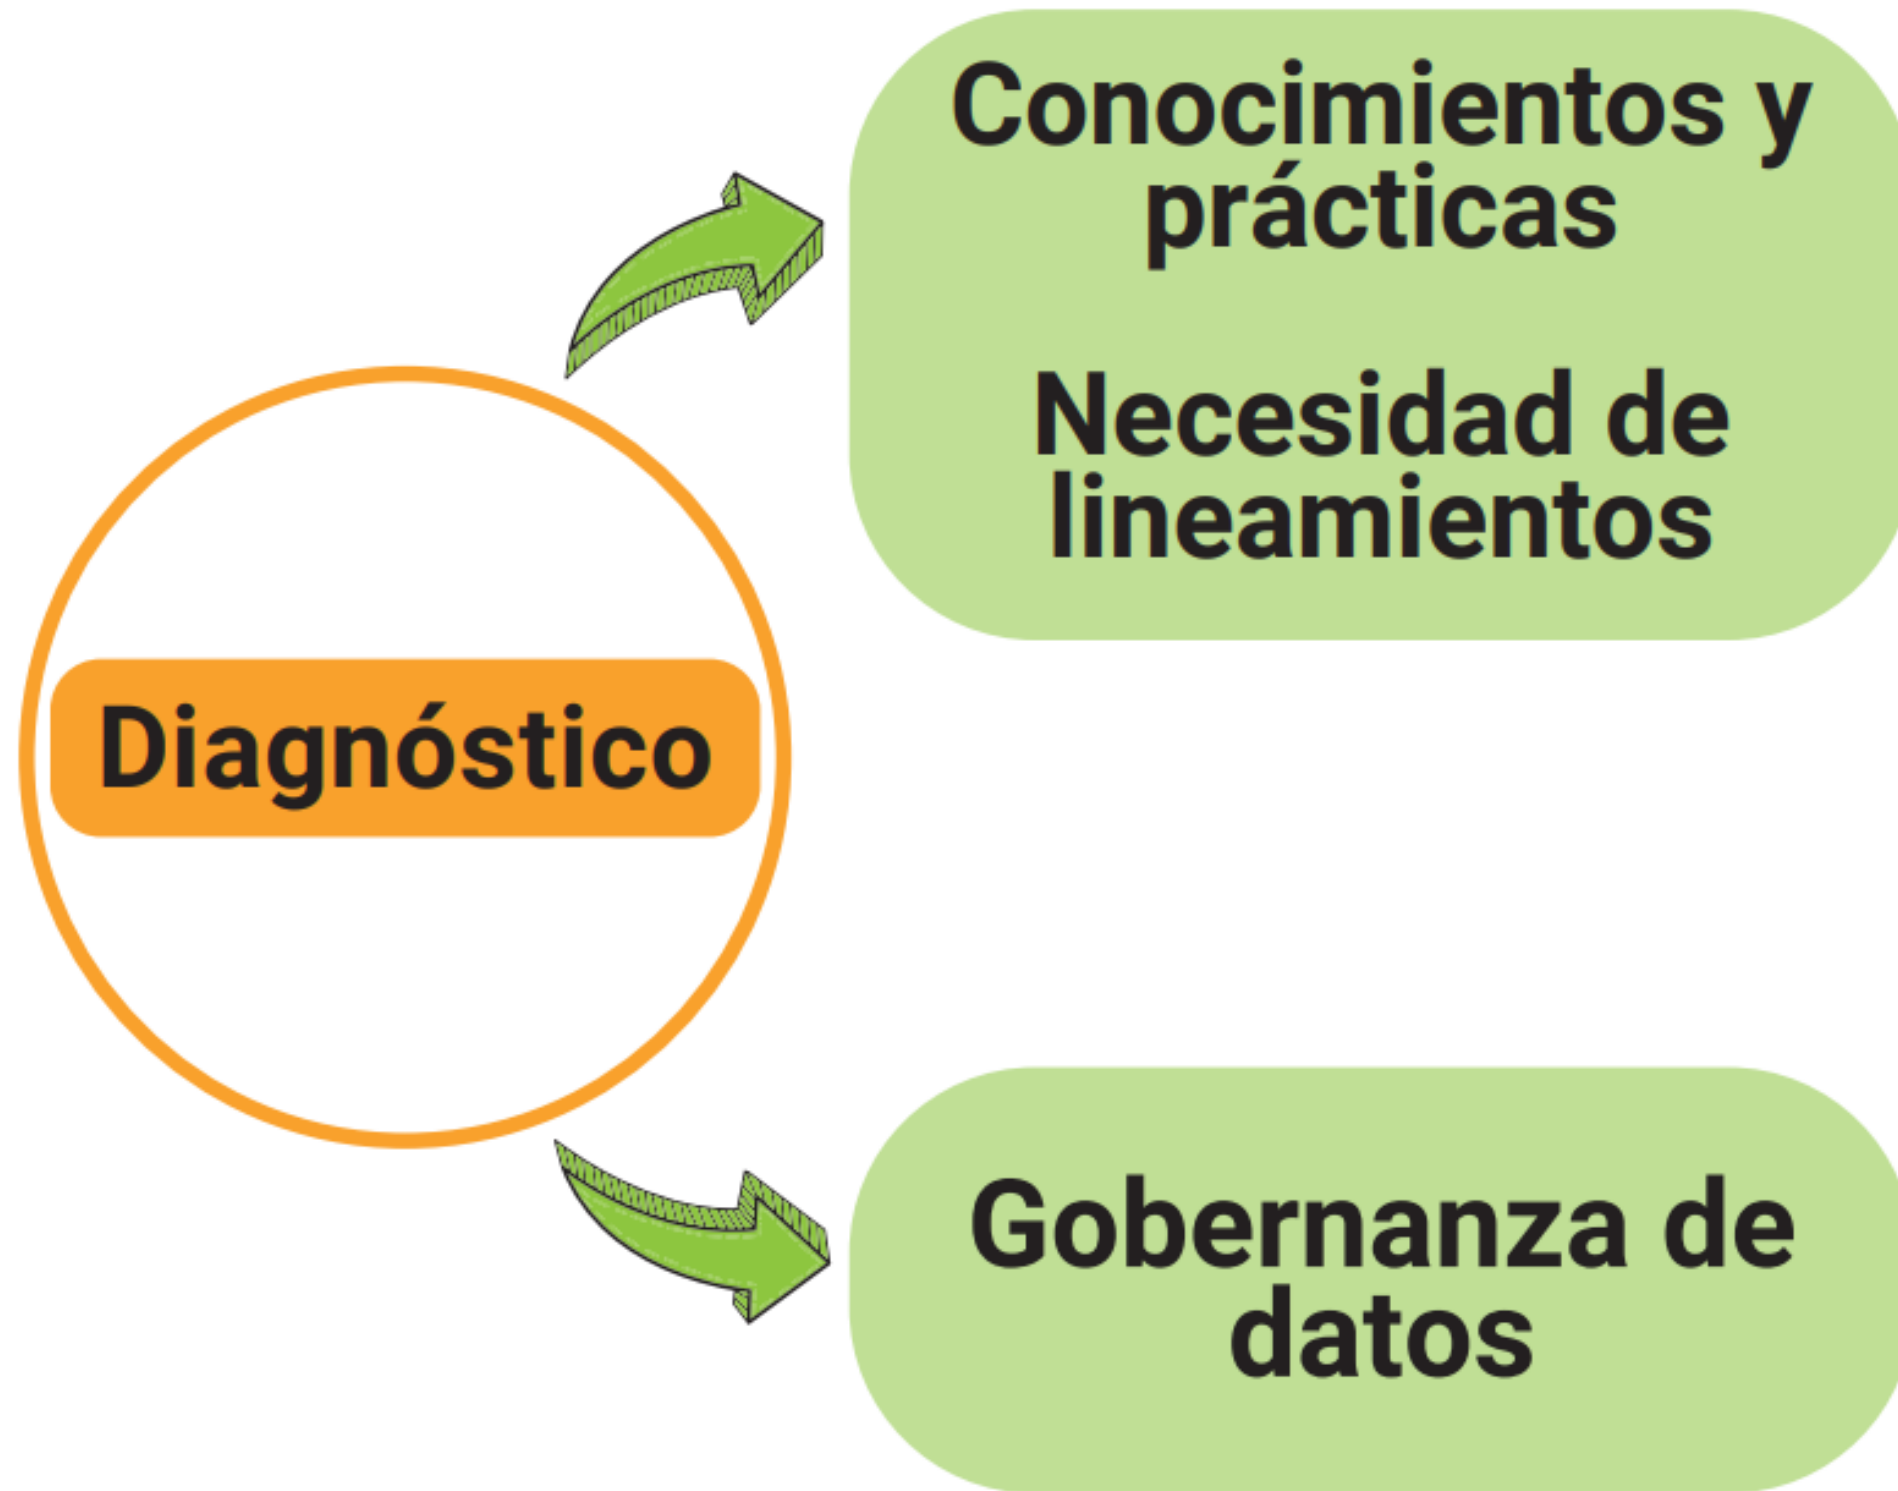 Conocimientos y
prácticas
Necesidad de
lineamientos
Diagnóstico
Gobernanza de
datos